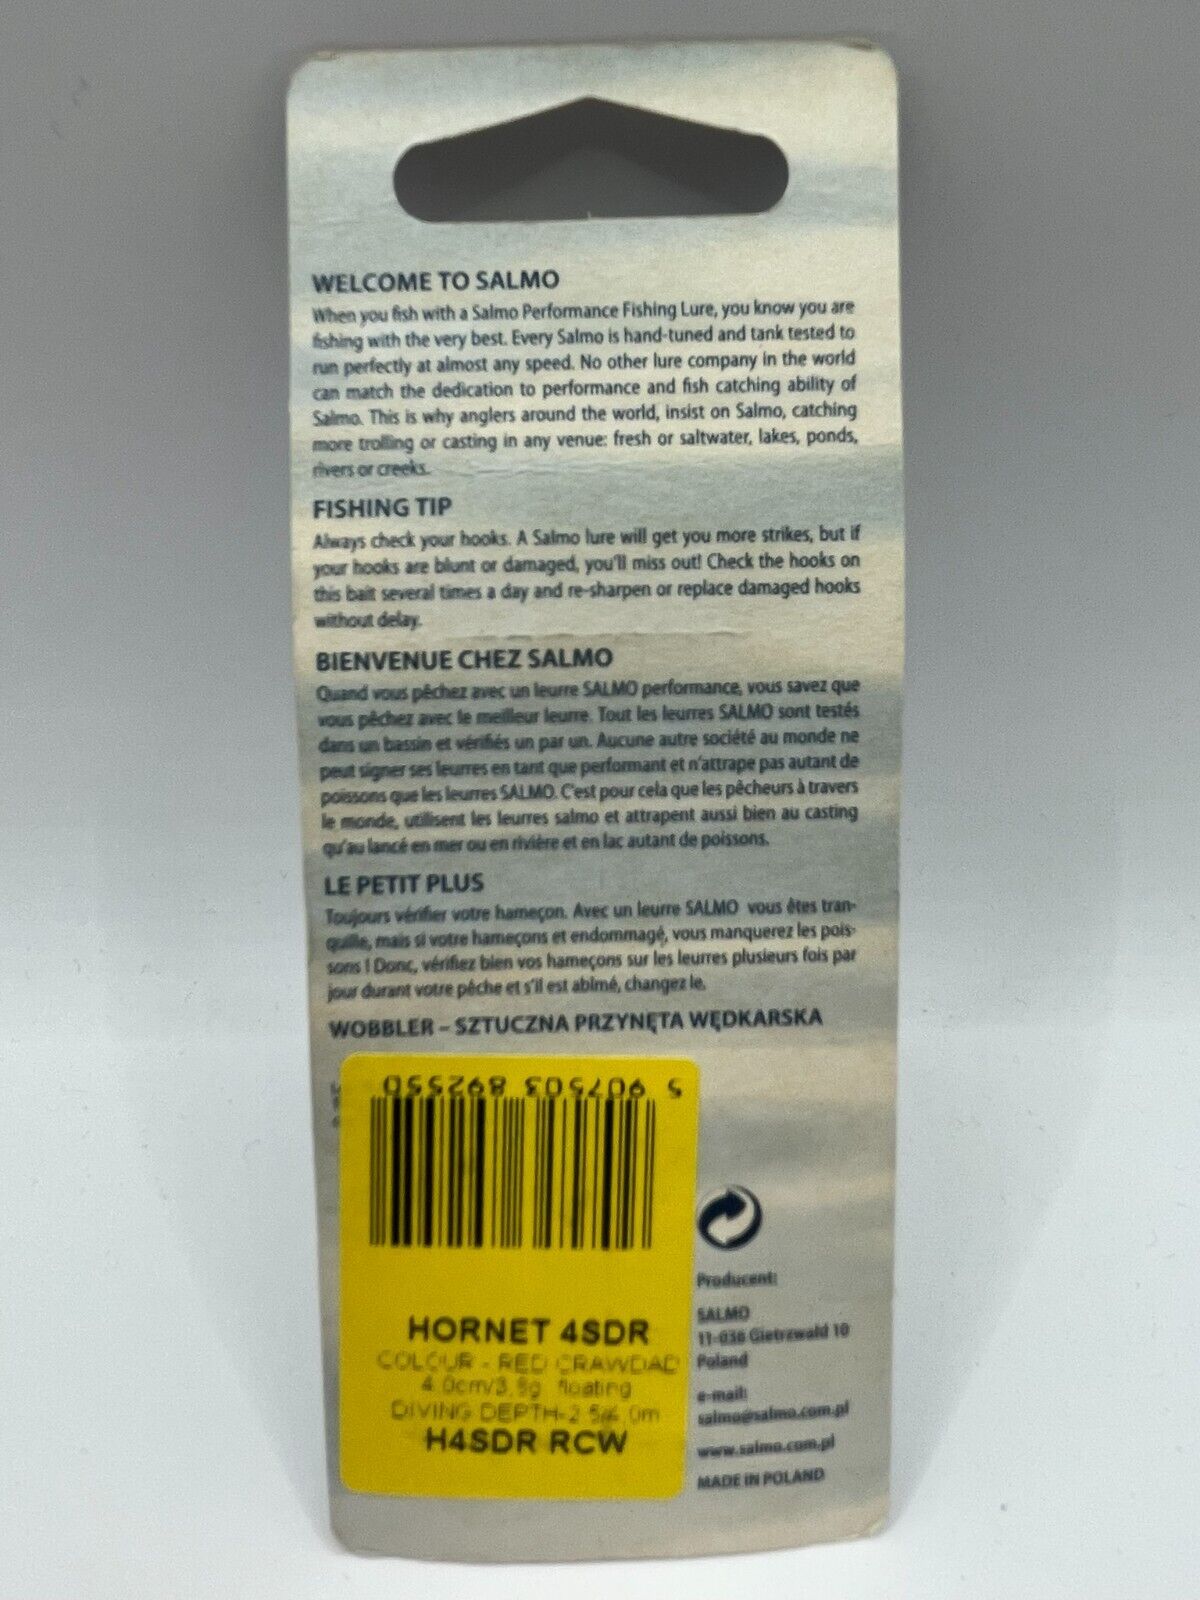 WELCOME TO SALMO
When you fish with a Salmo Performance Fishing Lure, you know you are
fishing with the very best. Every Salmo is hand-tuned and tank tested to
run perfectly at almost any speed. No other lure company in the world
can match the dedication to performance and fish catching ability of
Salmo. This is why anglers around the world, insist on Salmo, catching
more trolling or casting in any venue: fresh or saltwater, lakes, ponds,
rivers or creeks.
FISHING TIP
Always check your hooks. A Salmo lure will get you more strikes, but if
your hooks are blunt or damaged, you'll miss out! Check the hooks on
this bait several times a day and re-sharpen or replace damaged hooks
without delay.
BIENVENUE CHEZ SALMO
Quand vous pêchez avec un leurre SALMO performance, vous savez que
vous pêchez avec le meilleur leurre. Tout les leurres SALMO sont testés
dans un bassin et vérifiés un par un. Aucune autre société au monde ne
peut signer ses leurres en tant que performant et n'attrape pas autant de
poissons que les leurres SALMO. C'est pour cela que les pêcheurs à travers
le monde, utilisent les leurres salmo et attrapent aussi bien au casting
qu'au lancé en mer ou en rivière et en lac autant de poissons.
LE PETIT PLUS
Toujours vérifier votre hameçon. Avec un leurre SALMO vous êtes tran-
quille, mais si votre hameçons et endommagé, vous manquerez les pois-
sons ! Donc, vérifiez bien vos hameçons sur les leurres plusieurs fois par
jour durant votre pêche et s'il est abîmé, changez le.
WOBBLER – SZTUCZNA PRZYNĘTA WĘDKARSKA
5 907503 892550
HORNET 4SDR
COLOUR - RED CRAWDAD
4.0cm/3. g floating
DIVING DEPTH-2.5/ .0m
H4SDR RCW
Producent:
SALMO
11-036 Gietrzwałd 10
Poland
e-mail:
salmo@salmo.com.pl
www.salmo.com.pl
MADE IN POLAND